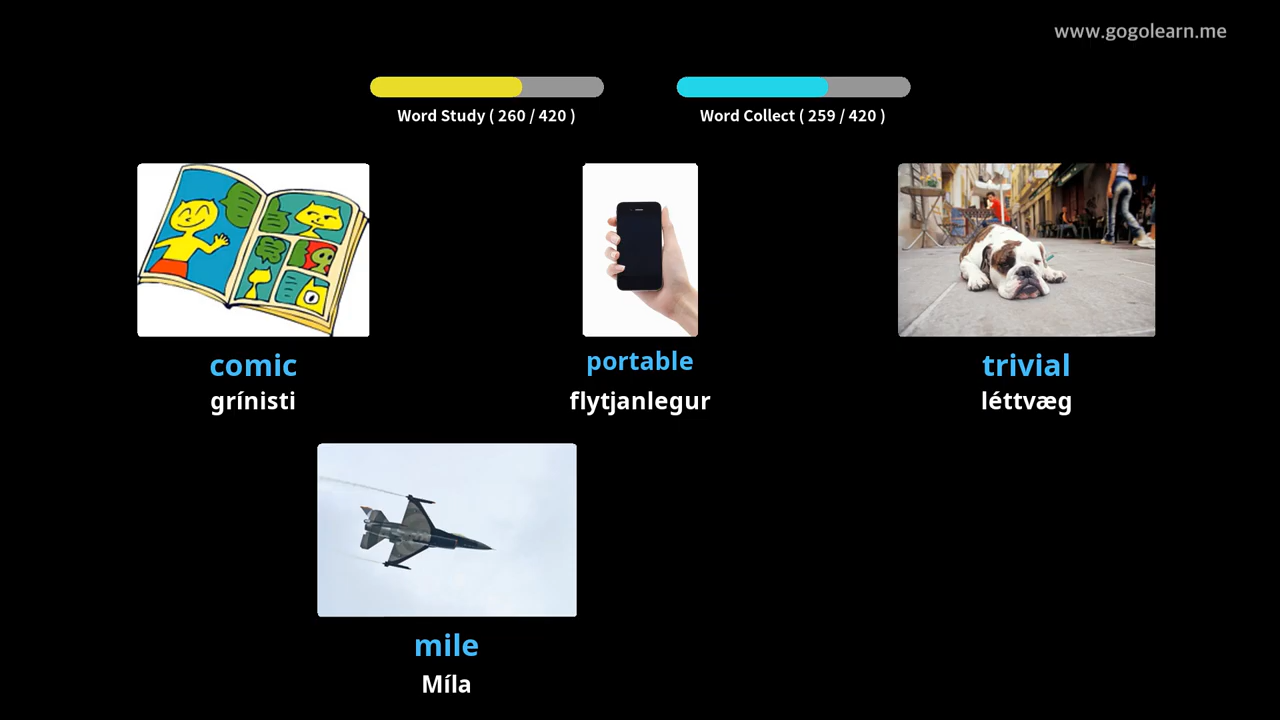 www.gogolearn.me
Word Study ( 260 / 420 )
Word Collect ( 259 / 420 )
comic
grínisti
portable
flytjanlegur
trivial
léttvæg
mile
Míla